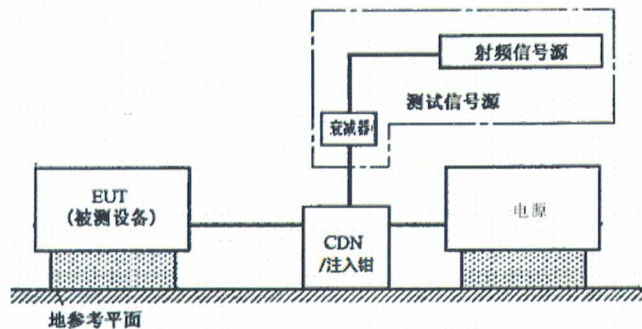 射频信号源
测试信号源
衰减器
EUT
(被测设备)
电源
CDN
/注入钳
地参考平面